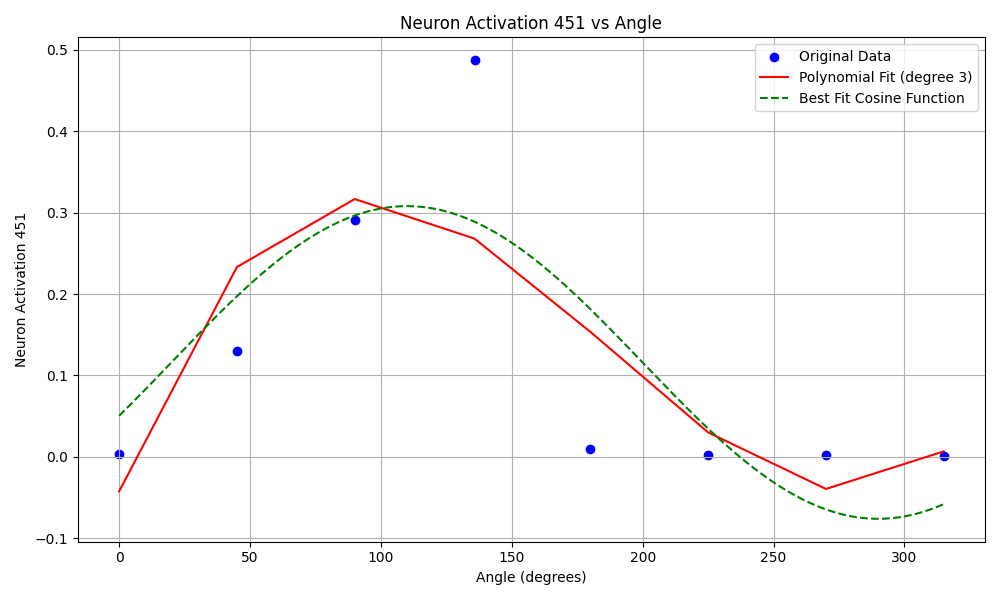 Neuron Activation 451 vs Angle
Original Data
Polynomial Fit (degree 3)
Best Fit Cosine Function
Neuron Activation 451
0.5
0.4
0.3
0.2
0.1
0.0
−0.1
0 50 100 150 200 250 300
Angle (degrees)